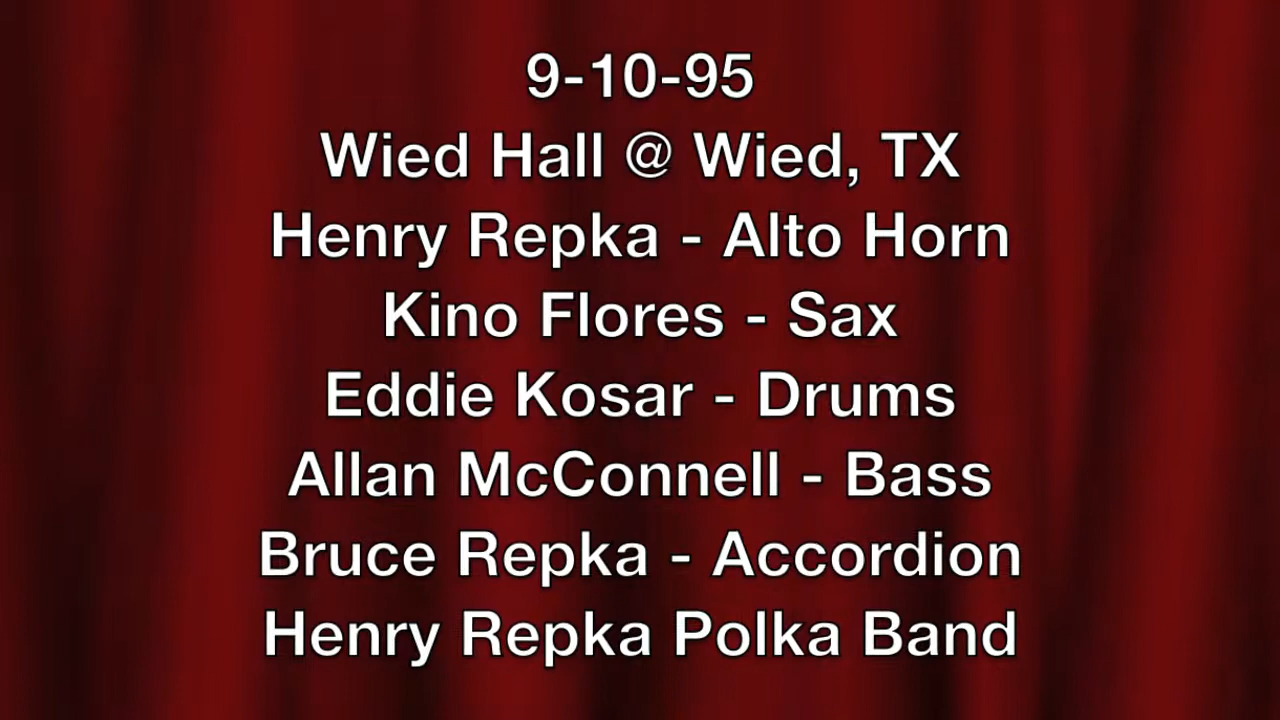 9-10-95
Wied Hall @ Wied, TX
Henry Repka - Alto Horn
Kino Flores - Sax
Eddie Kosar - Drums
Allan McConnell - Bass
Bruce Repka - Accordion
Henry Repka Polka Band